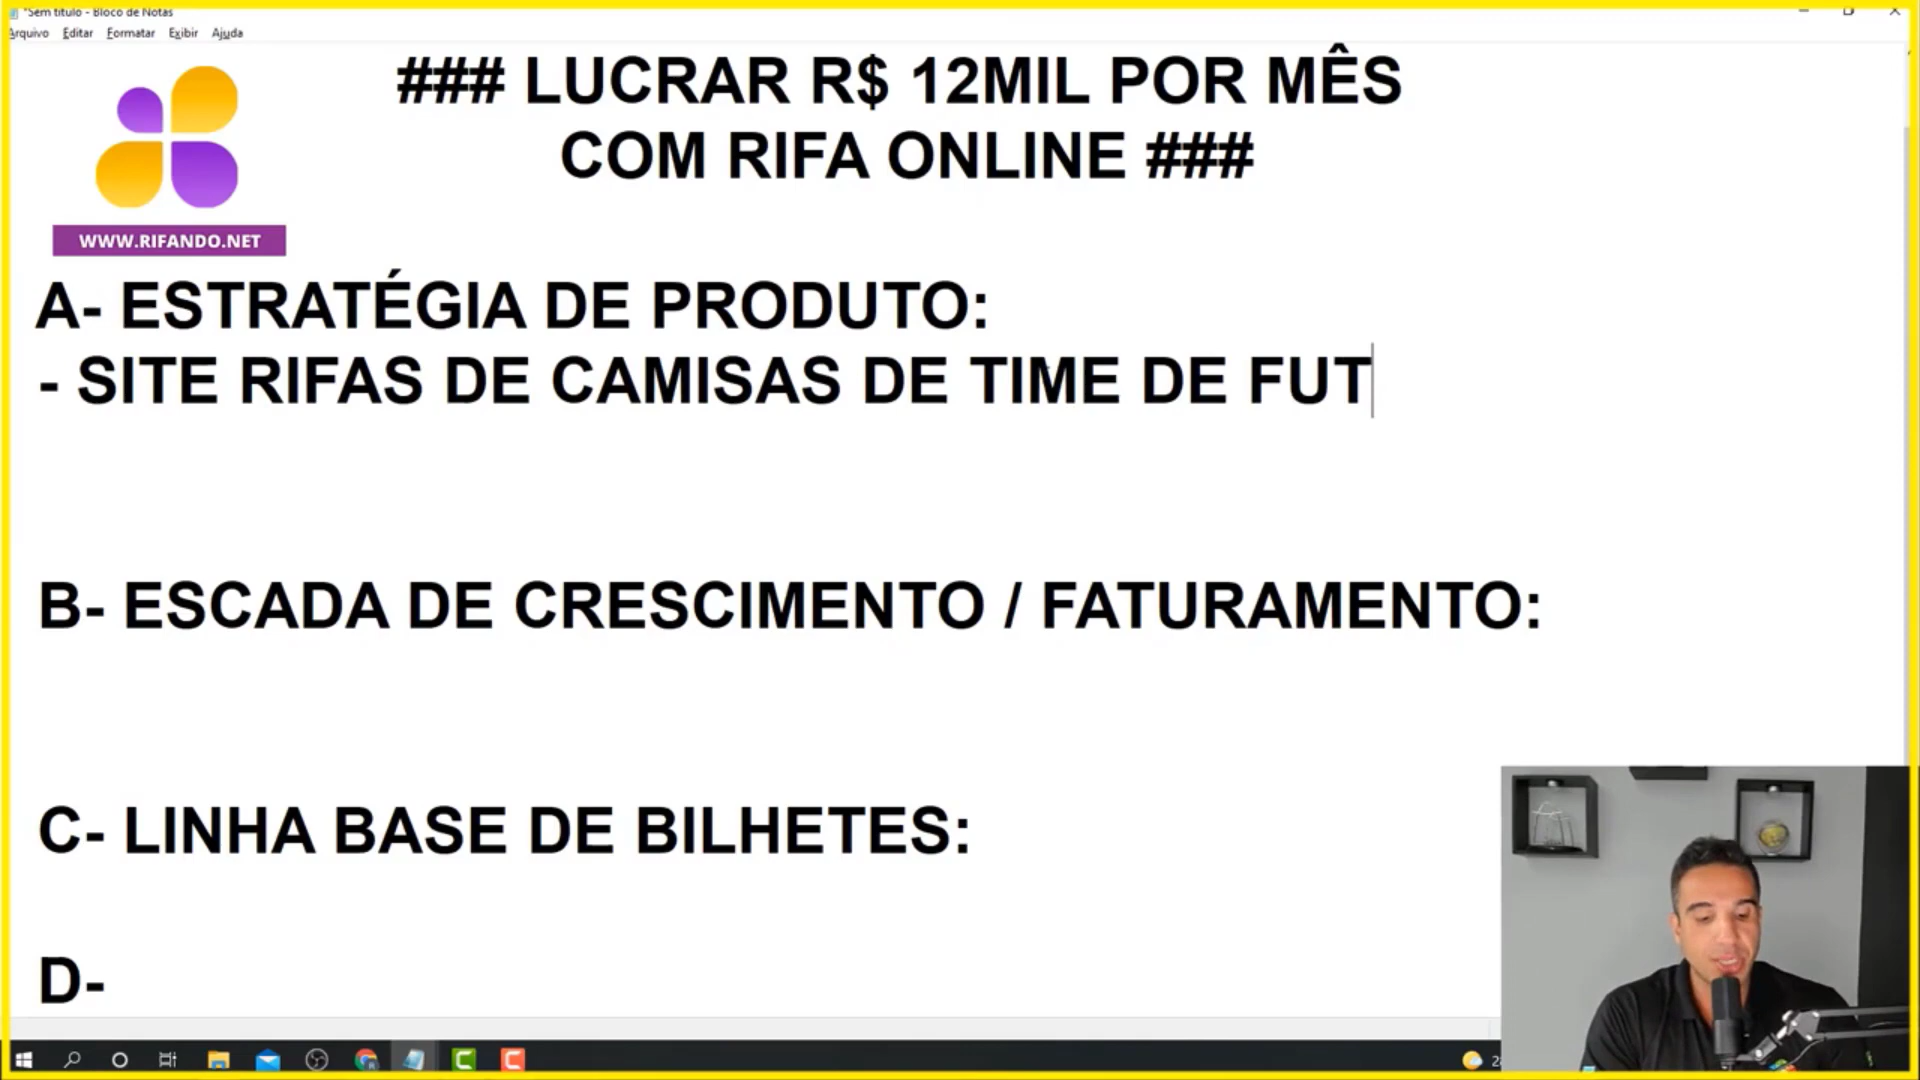 *Sem título - Bloco de Notas
Arquivo Editar Formatar Exibir Ajuda
### LUCRAR R$ 12MIL POR MÊS
COM RIFA ONLINE ###
WWW.RIFANDO.NET
A- ESTRATÉGIA DE PRODUTO:
- SITE RIFAS DE CAMISAS DE TIME DE FUT
B- ESCADA DE CRESCIMENTO / FATURAMENTO:
C- LINHA BASE DE BILHETES:
D-